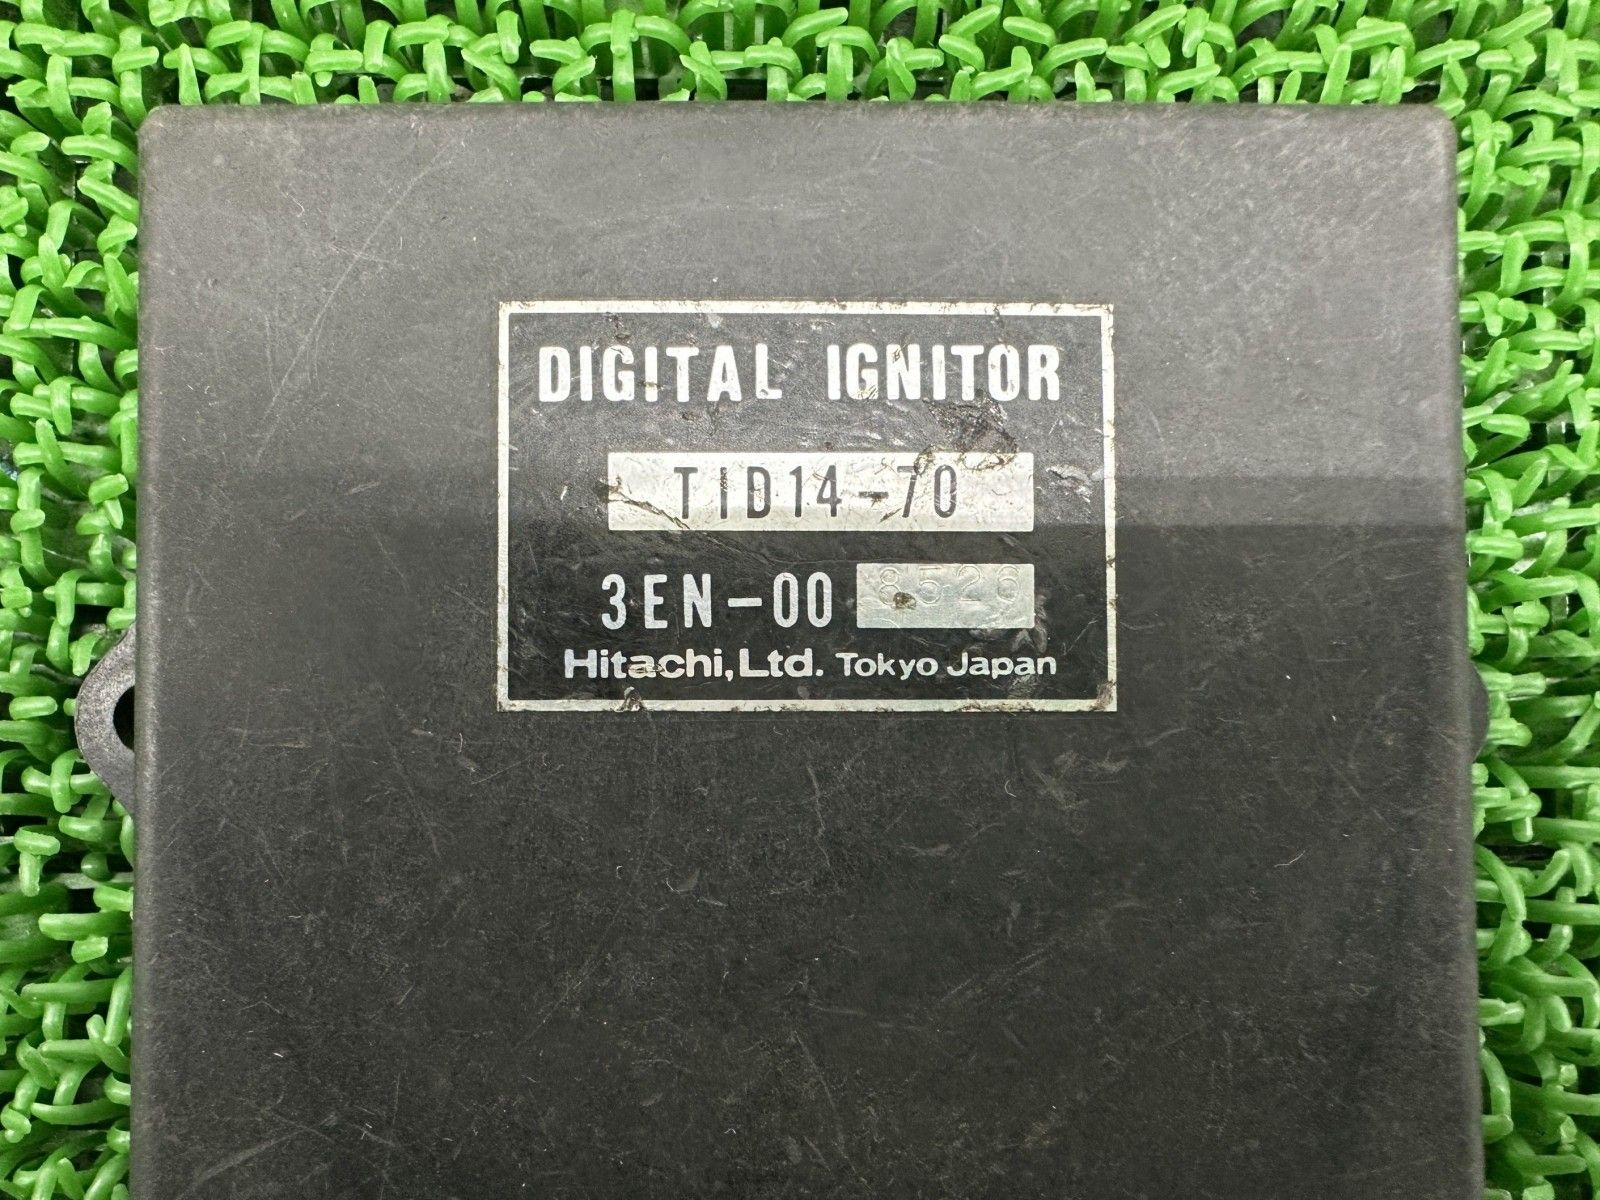 DIGITAL IGNITOR
TID14-70
3EN-00 8526
Hitachi, Ltd. Tokyo Japan